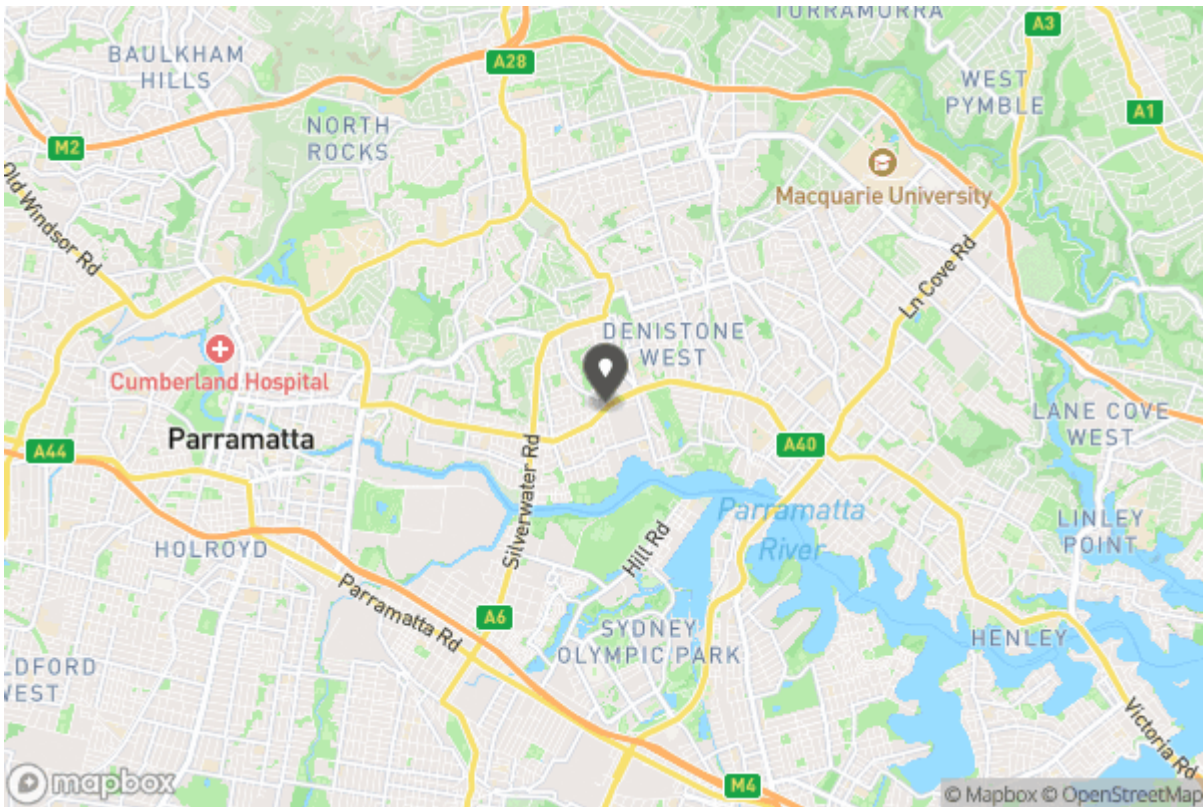 TURRAMURRA
A3
BAULKHAM
HILLS
A28
WEST
PYMBLE
A1
NORTH
ROCKS
M2
Macquarie University
Old Windsor Rd
Ln Cove Rd
DENISTONE
WEST
Cumberland Hospital
LANE COVE
WEST
Parramatta
A44
A40
Silverwater Rd
Parramatta
River
LINLEY
POINT
HOLROYD
Hill Rd
Parramatta Rd
A6
SYDNEY
OLYMPIC PARK
HENLEY
LDFORD
WEST
Victoria Rd
mapbox
M4
© Mapbox © OpenStreetMap